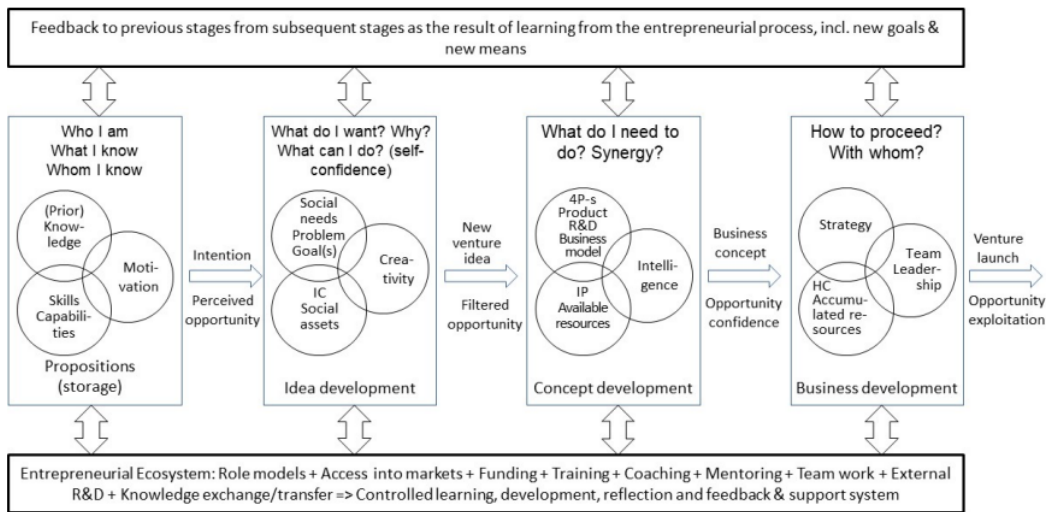 Feedback to previous stages from subsequent stages as the result of learning from the entrepreneurial process, incl. new goals &
new means
Who I am
What I know
Whom I know
(Prior)
Know-
ledge
Moti-
vation
Skills
Capabili-
ties
Propositions
(storage)
Intention
Perceived
opportunity
What do I want? Why?
What can I do? (self-
confidence)
Social
needs
Problem
Goal(s)
Crea-
tivity
IC
Social
assets
Idea development
New
venture
idea
Filtered
opportunity
What do I need to
do? Synergy?
4P-s
Product
R&D
Business
model
Intelli-
gence
IP
Available
resources
Concept development
Business
concept
Opportunity
confidence
How to proceed?
With whom?
Strategy
Team
Leader-
ship
HC
Accumu-
lated re-
sources
Business development
Venture
launch
Opportunity
exploitation
Entrepreneurial Ecosystem: Role models + Access into markets + Funding + Training + Coaching + Mentoring + Team work + External
R&D + Knowledge exchange/transfer => Controlled learning, development, reflection and feedback & support system